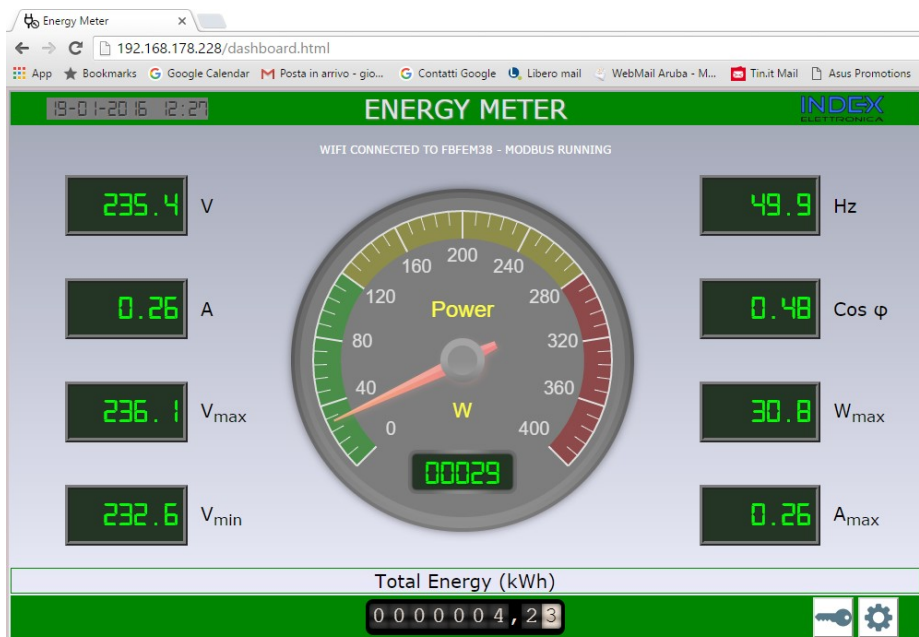 Energy Meter
192.168.178.228/dashboard.html
App Bookmarks Google Calendar Posta in arrivo - gio... Contatti Google Libero mail WebMail Aruba - M... Tin.it Mail Asus Promotions
19-01-2016 12:27 ENERGY METER INDEX
ELETTRONICA
WIFI CONNECTED TO FBFEM38 - MODBUS RUNNING
235.4 V
49.9 Hz
0.26 A
0.48 Cos φ
236.1 Vmax
30.8 Wmax
232.6 Vmin
0.26 Amax
0 40 80 120 160 200 240 280 320 360 400
Power
W
00029
Total Energy (kWh)
0000004,23